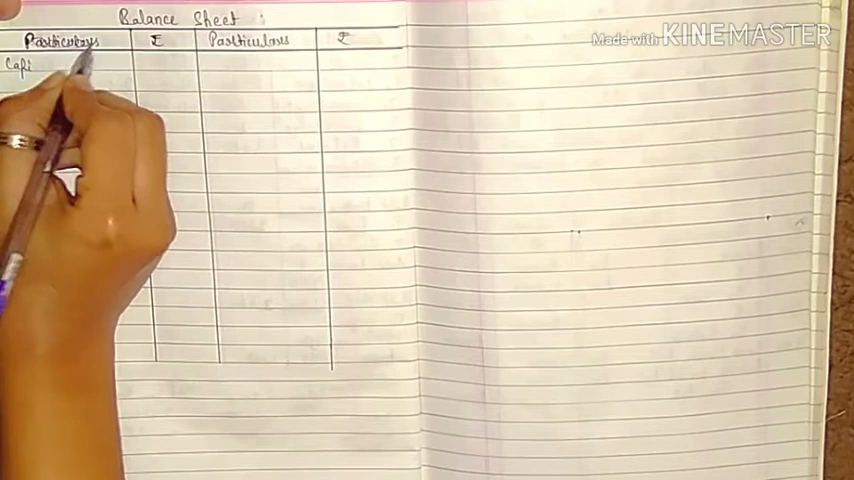 Balance Sheet :
Particulars ₹ Particulars ₹
Capi
Made with KINEMASTER